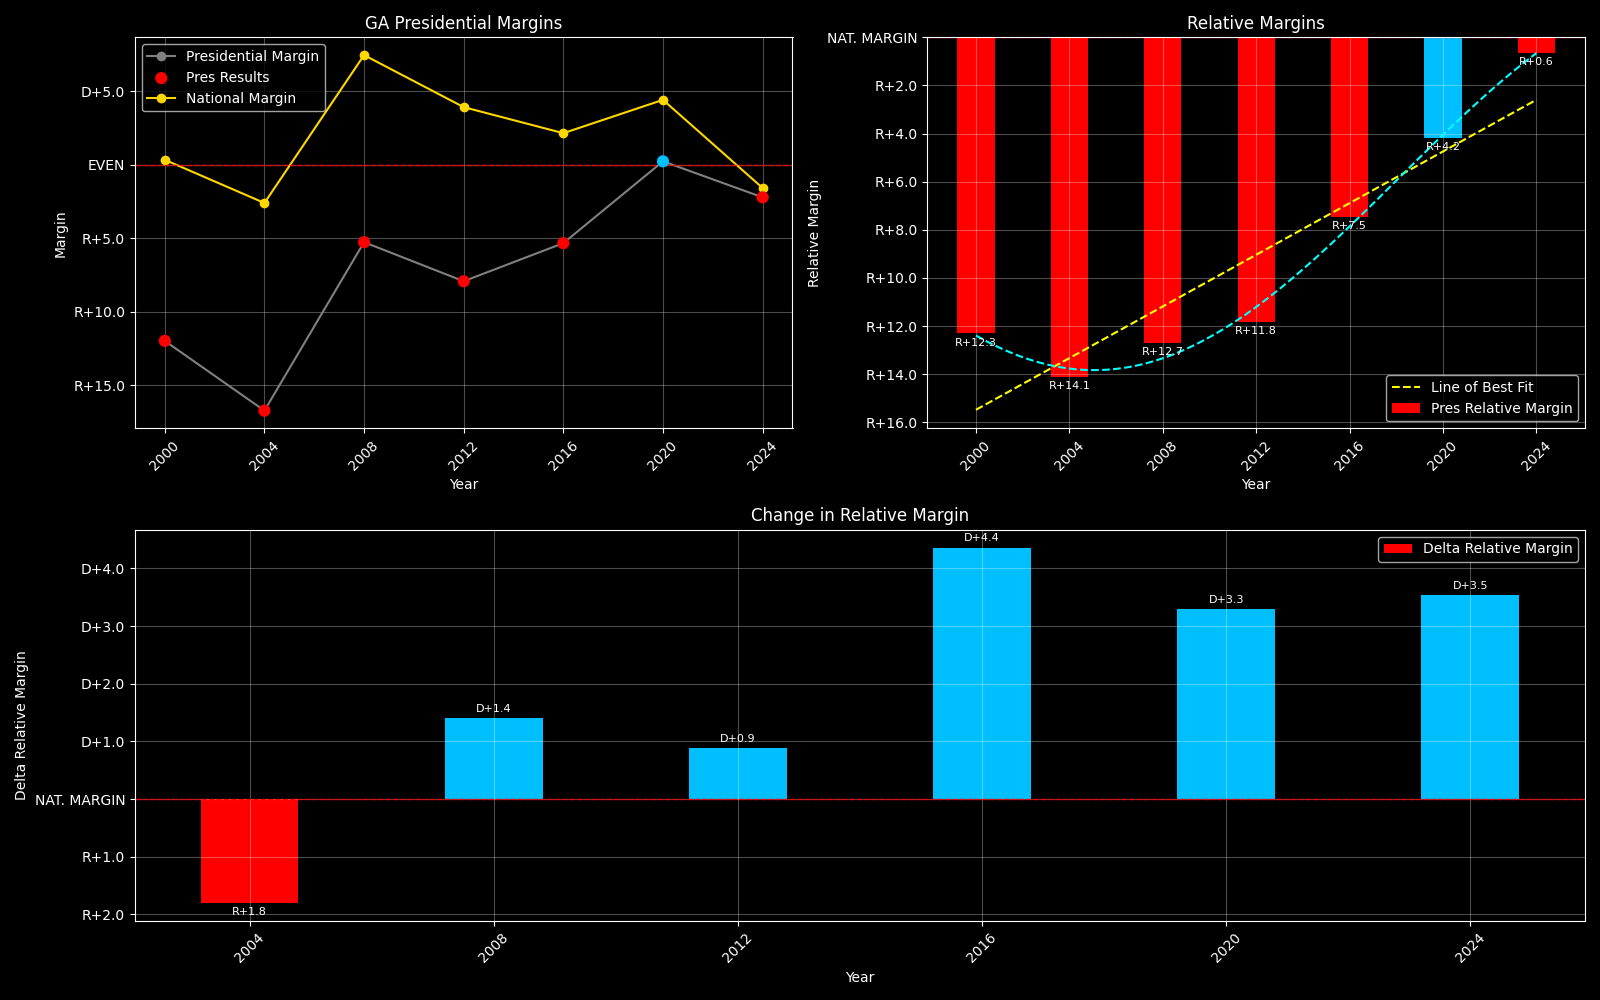 GA Presidential Margins
Presidential Margin
Pres Results
National Margin
D+5.0
EVEN
R+5.0
R+10.0
R+15.0
Margin
2000
2004
2008
2012
2016
2020
2024
Year
Relative Margins
NAT. MARGIN
R+2.0
R+4.0
R+6.0
R+8.0
R+10.0
R+12.0
R+14.0
R+16.0
Relative Margin
R+12.3
R+14.1
R+12.7
R+11.8
R+7.5
R+4.2
R+0.6
Line of Best Fit
Pres Relative Margin
2000
2004
2008
2012
2016
2020
2024
Year
Change in Relative Margin
Delta Relative Margin
D+4.0
D+3.0
D+2.0
D+1.0
NAT. MARGIN
R+1.0
R+2.0
Delta Relative Margin
R+1.8
D+1.4
D+0.9
D+4.4
D+3.3
D+3.5
2004
2008
2012
2016
2020
2024
Year